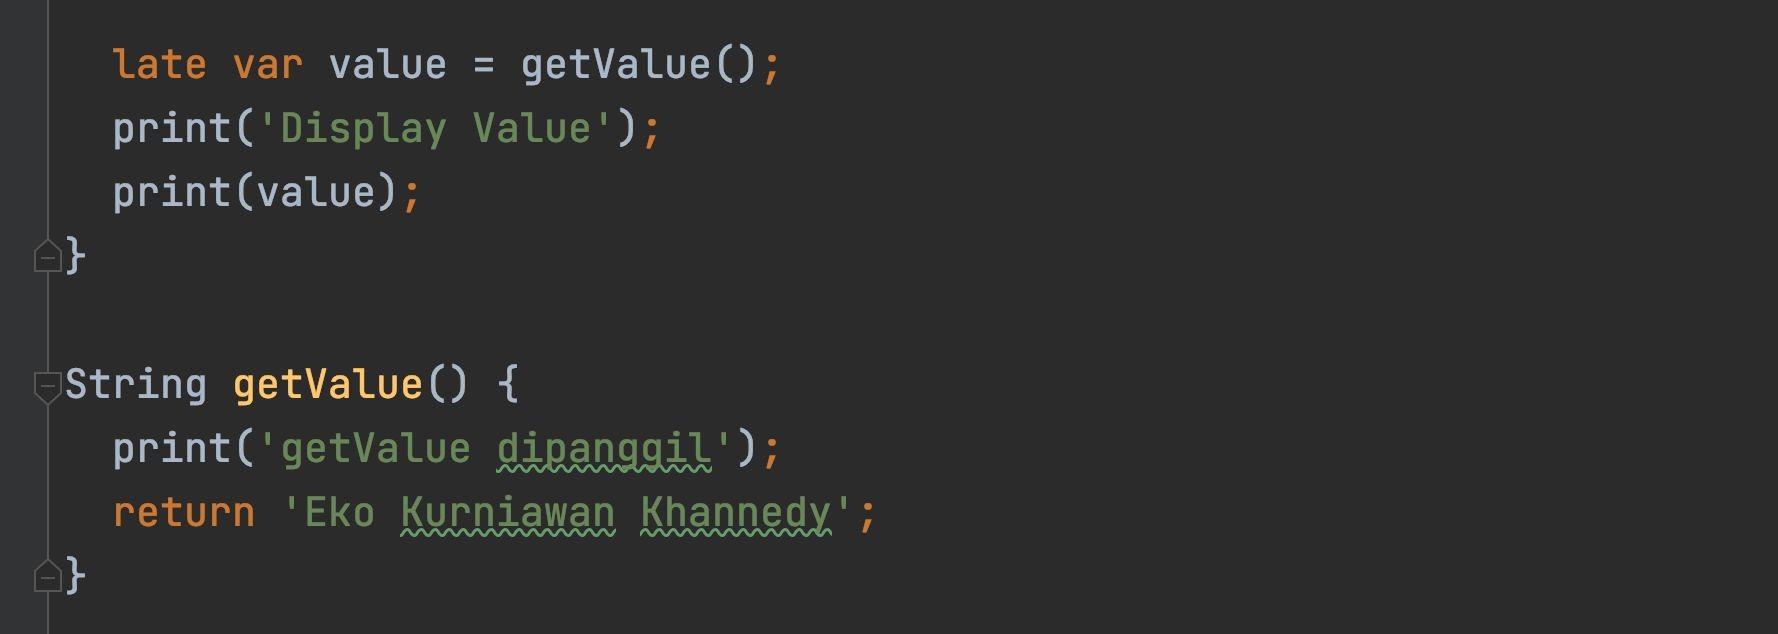 late var value = getValue();
print('Display Value');
print(value);
}
String getValue() {
print('getValue dipanggil');
return 'Eko Kurniawan Khannedy';
}